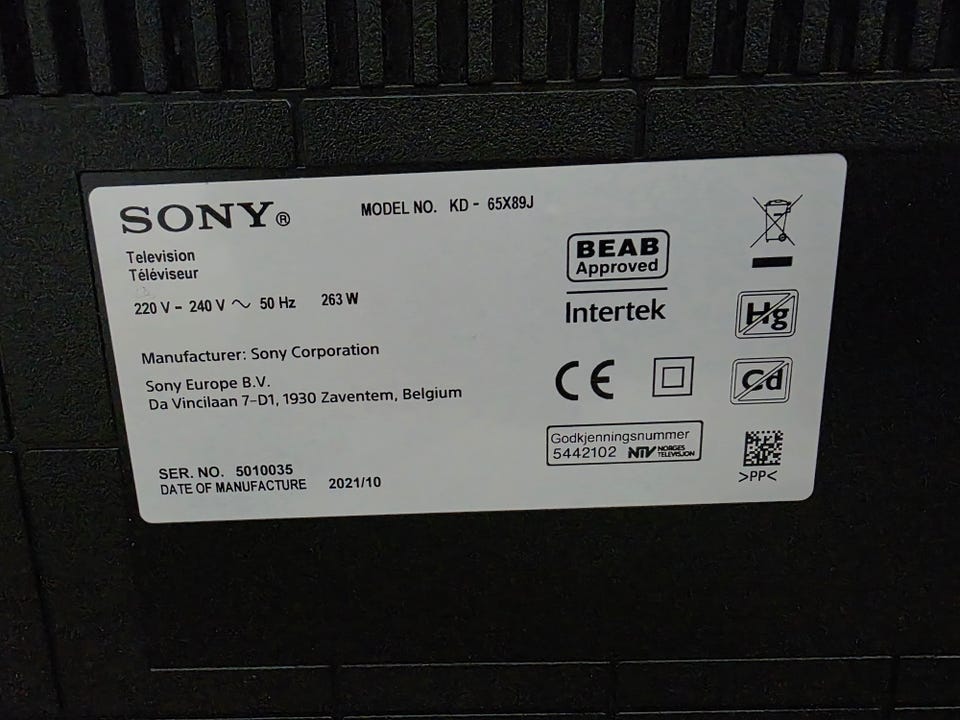 SONY®
MODEL NO. KD - 65X89J
Television
Téléviseur
220 V - 240 V ~ 50 Hz 263 W
Manufacturer: Sony Corporation
Sony Europe B.V.
Da Vincilaan 7-D1, 1930 Zaventem, Belgium
SER. NO. 5010035
DATE OF MANUFACTURE 2021/10
BEAB
Approved
Intertek
CE
Godkjenningsnummer
5442102 NTV NORGES TELEVISJON
Hg
Cd
>PP<